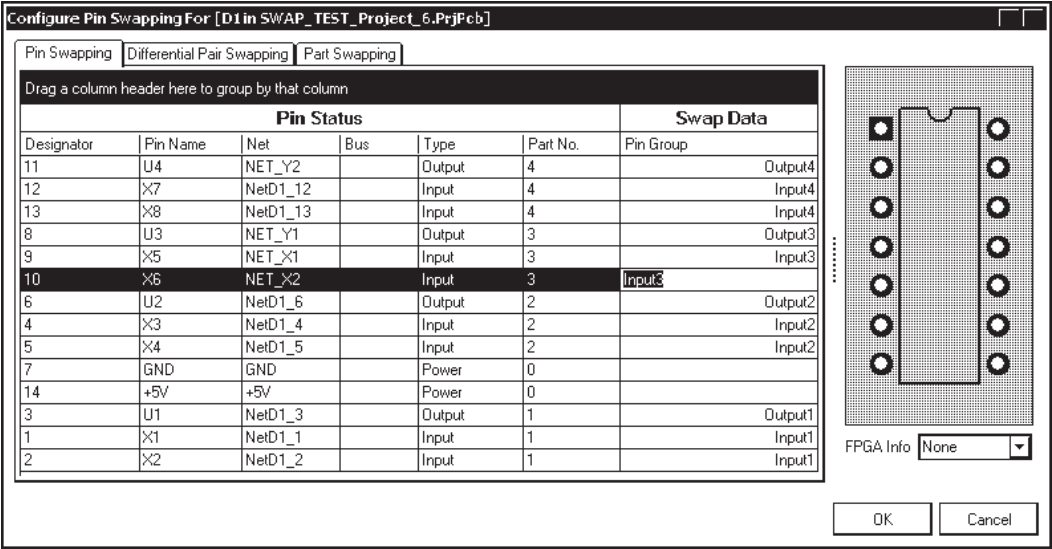 Configure Pin Swapping For [D1 in SWAP_TEST_Project_6.PrjPcb]
Pin Swapping Differential Pair Swapping Part Swapping
Drag a column header here to group by that column
Pin Status Swap Data
Designator Pin Name Net Bus Type Part No. Pin Group
11 U4 NET_Y2 Output 4 Output4
12 X7 NetD1_12 Input 4 Input4
13 X8 NetD1_13 Input 4 Input4
8 U3 NET_Y1 Output 3 Output3
9 X5 NET_X1 Input 3 Input3
10 X6 NET_X2 Input 3 Input3
6 U2 NetD1_6 Output 2 Output2
4 X3 NetD1_4 Input 2 Input2
5 X4 NetD1_5 Input 2 Input2
7 GND GND Power 0
14 +5V +5V Power 0
3 U1 NetD1_3 Output 1 Output1
1 X1 NetD1_1 Input 1 Input1
2 X2 NetD1_2 Input 1 Input1
FPGA Info None
OK Cancel